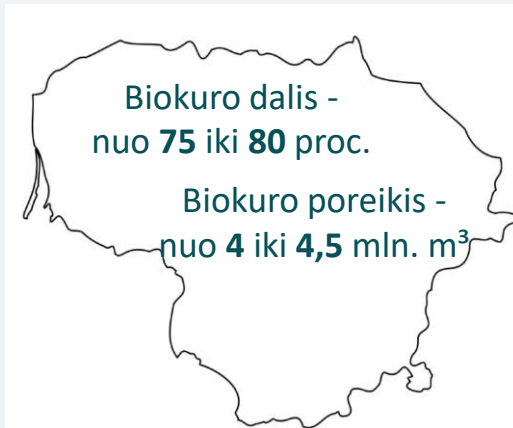 Biokuro dalis -
nuo 75 iki 80 proc.
Biokuro poreikis -
nuo 4 iki 4,5 mln. m³